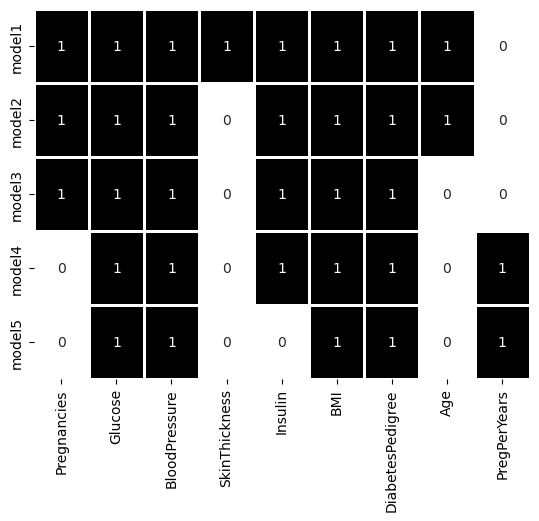 model1 1 1 1 1 1 1 1 1 0
model2 1 1 1 0 1 1 1 1 0
model3 1 1 1 0 1 1 1 0 0
model4 0 1 1 0 1 1 1 0 1
model5 0 1 1 0 0 1 1 0 1
Pregnancies
Glucose
BloodPressure
SkinThickness
Insulin
BMI
DiabetesPedigree
Age
PregPerYears